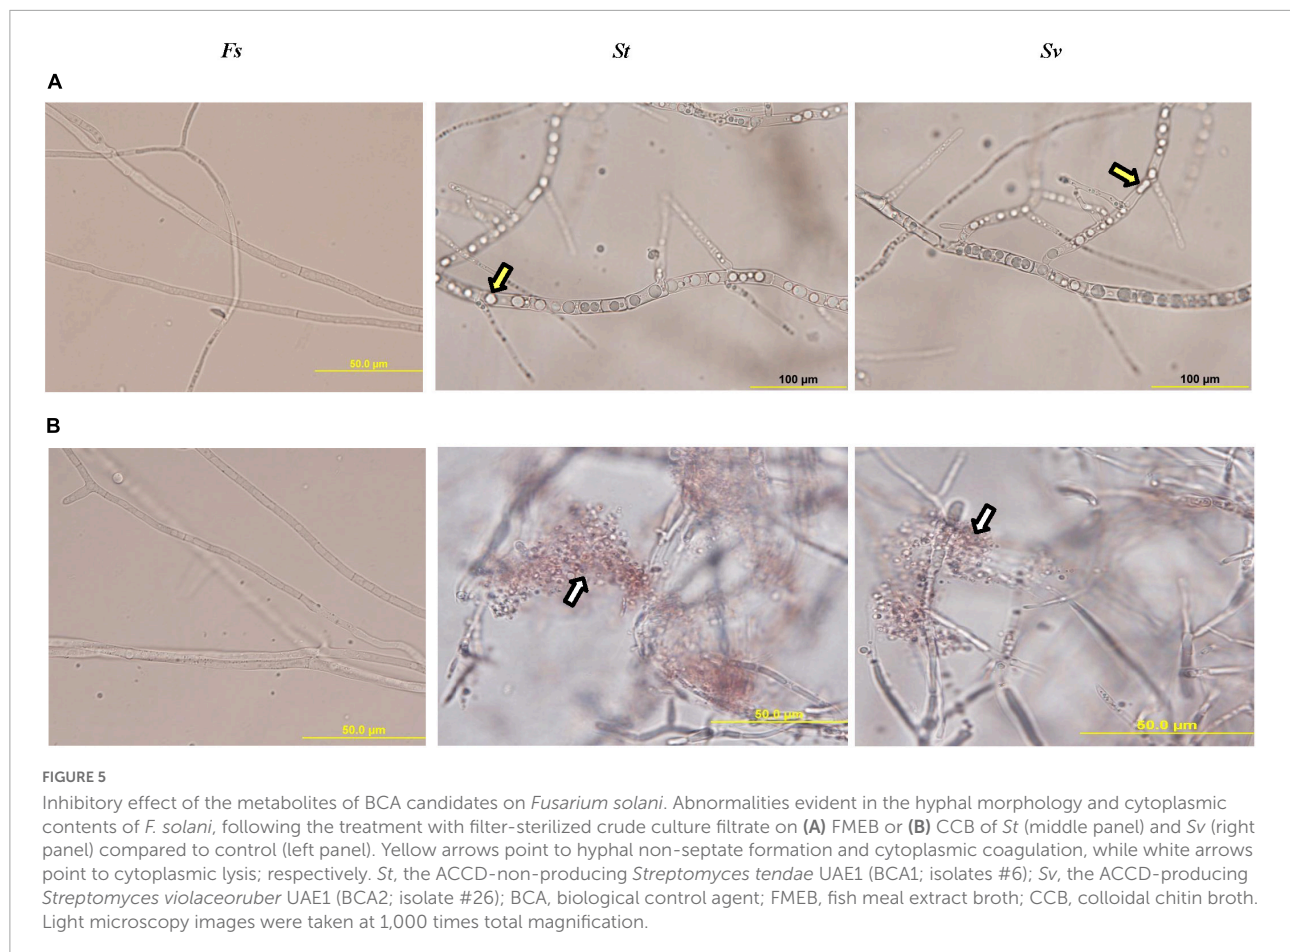 Fs St Sv
A
50.0 µm 100 µm 100 µm
B
50.0 µm 50.0 µm 50.0 µm
FIGURE 5
Inhibitory effect of the metabolites of BCA candidates on Fusarium solani. Abnormalities evident in the hyphal morphology and cytoplasmic
contents of F. solani, following the treatment with filter-sterilized crude culture filtrate on (A) FMEB or (B) CCB of St (middle panel) and Sv (right
panel) compared to control (left panel). Yellow arrows point to hyphal non-septate formation and cytoplasmic coagulation, while white arrows
point to cytoplasmic lysis; respectively. St, the ACCD-non-producing Streptomyces tendae UAE1 (BCA1; isolates #6); Sv, the ACCD-producing
Streptomyces violaceoruber UAE1 (BCA2; isolate #26); BCA, biological control agent; FMEB, fish meal extract broth; CCB, colloidal chitin broth.
Light microscopy images were taken at 1,000 times total magnification.